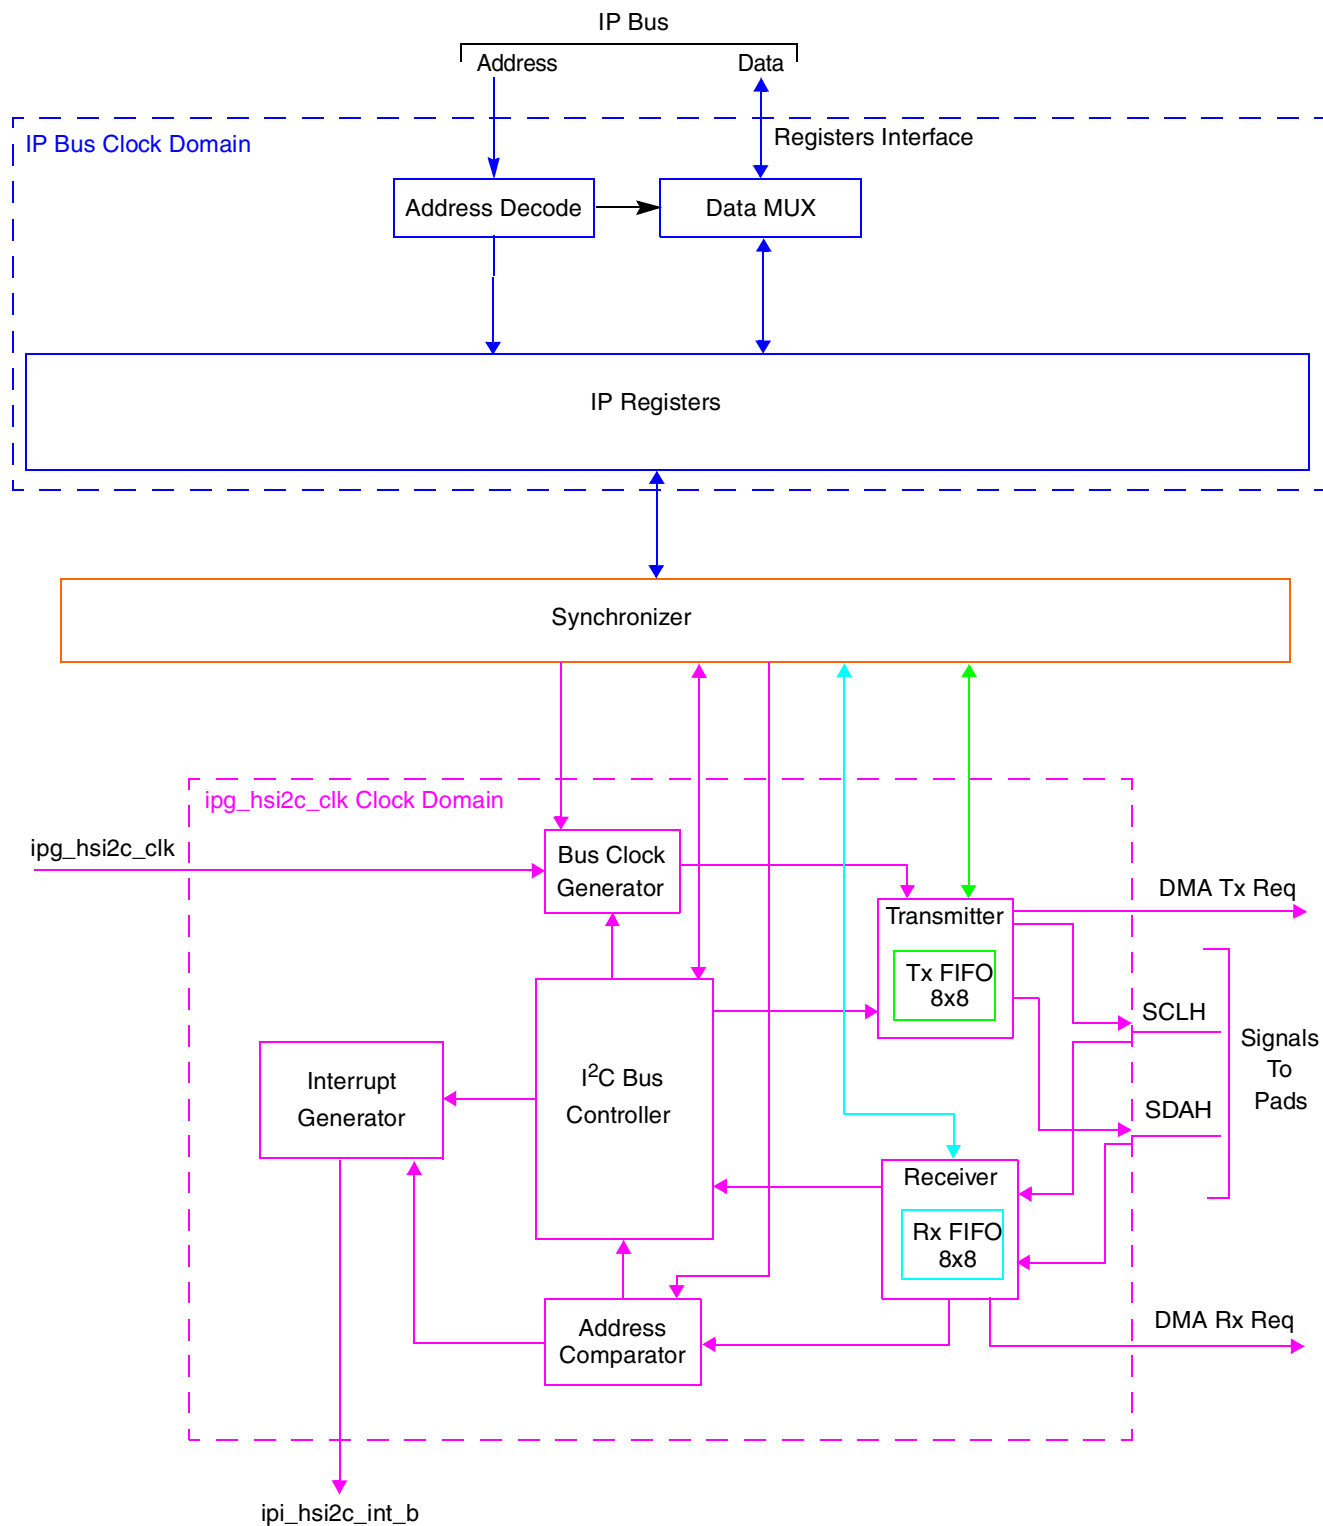 IP Bus
Address
Data
IP Bus Clock Domain
Registers Interface
Address Decode
Data MUX
IP Registers
Synchronizer
ipg_hsi2c_clk Clock Domain
ipg_hsi2c_clk
Bus Clock
Generator
DMA Tx Req
Transmitter
Tx FIFO
8x8
SCLH
Signals
To
Pads
SDAH
Interrupt
Generator
I²C Bus
Controller
Receiver
Rx FIFO
8x8
DMA Rx Req
Address
Comparator
ipi_hsi2c_int_b